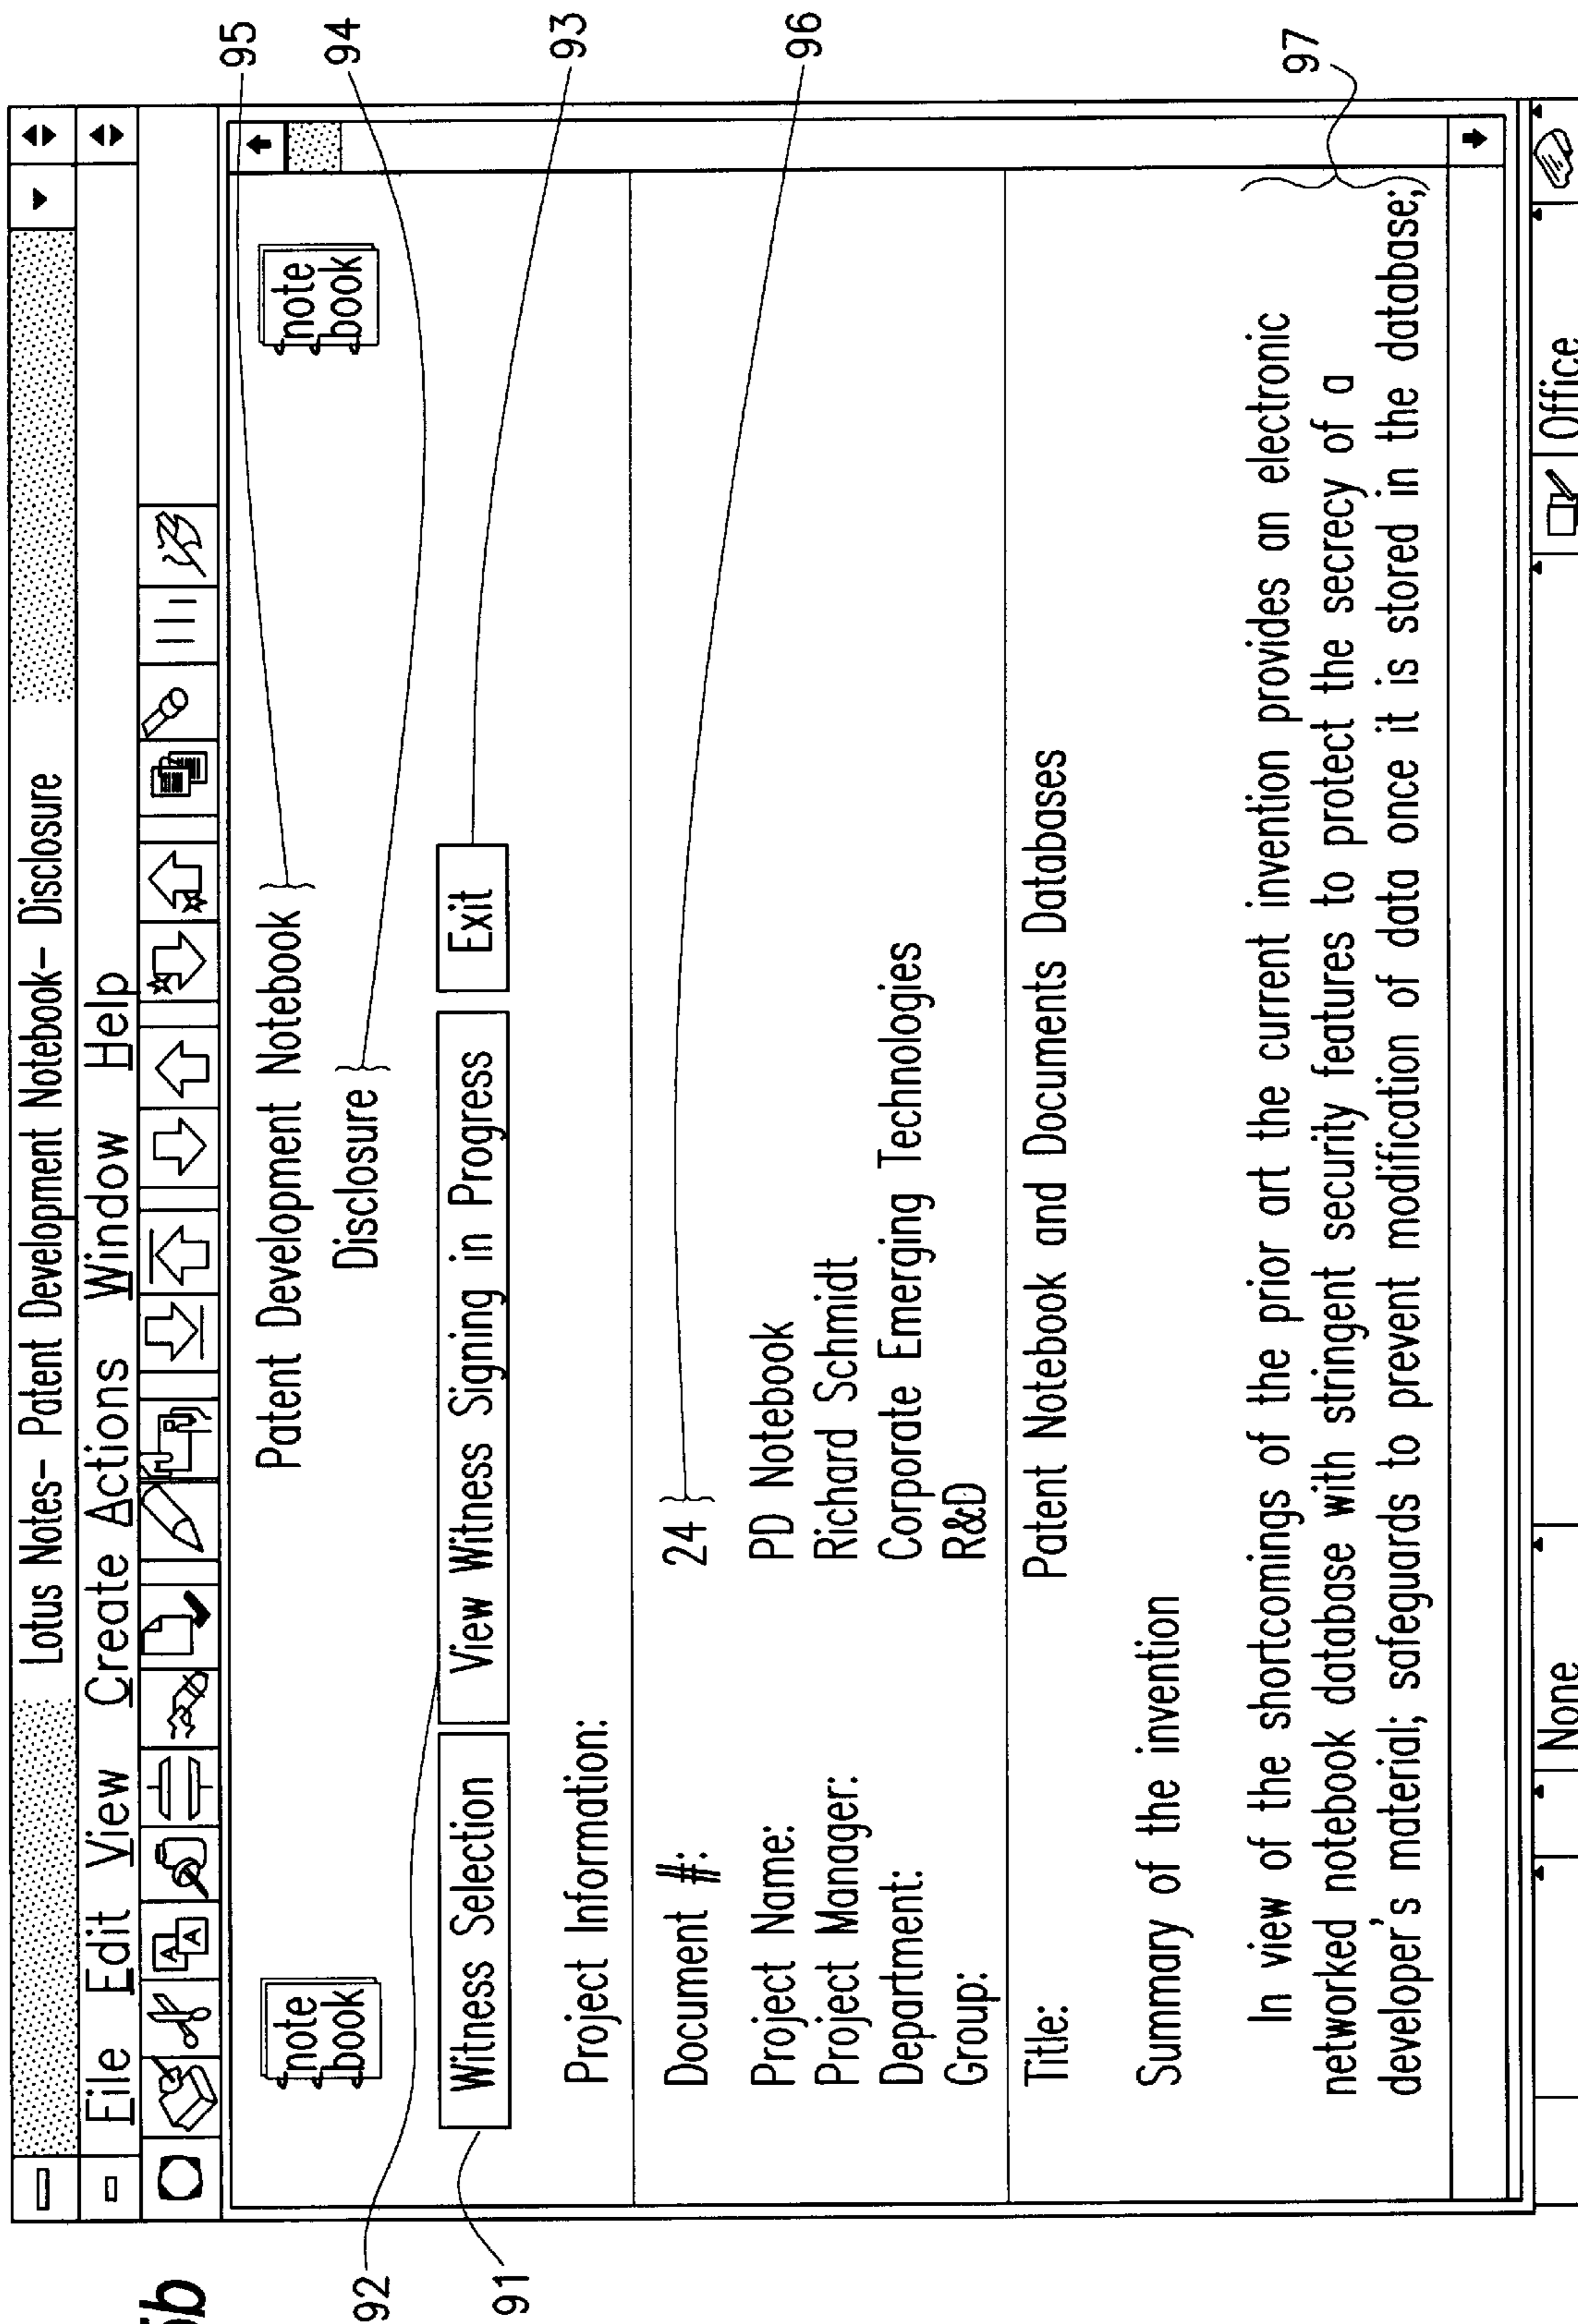 Lotus Notes- Patent Development Notebook- Disclosure
File Edit View Create Actions Window Help
A A
note
book
Patent Development Notebook
note
book
95
Disclosure
94
92
Witness Selection View Witness Signing in Progress Exit
93
91
Project Information:
Document #: 24
96
Project Name: PD Notebook
Project Manager: Richard Schmidt
Department: Corporate Emerging Technologies
Group: R&D
Title: Patent Notebook and Documents Databases
Summary of the invention
In view of the shortcomings of the prior art the current invention provides an electronic
networked notebook database with stringent security features to protect the secrecy of a
developer's material; safeguards to prevent modification of data once it is stored in the database;
97
None Office